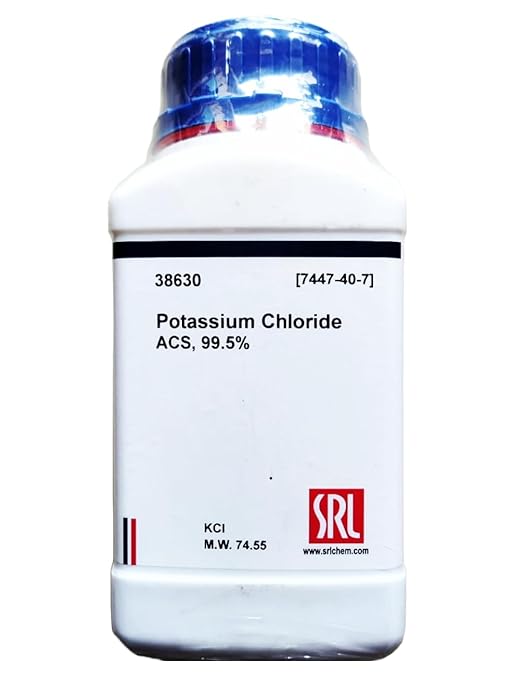 38630 [7447-40-7]
Potassium Chloride
ACS, 99.5%
KCl
M.W. 74.55
SRL
www.srlchem.com